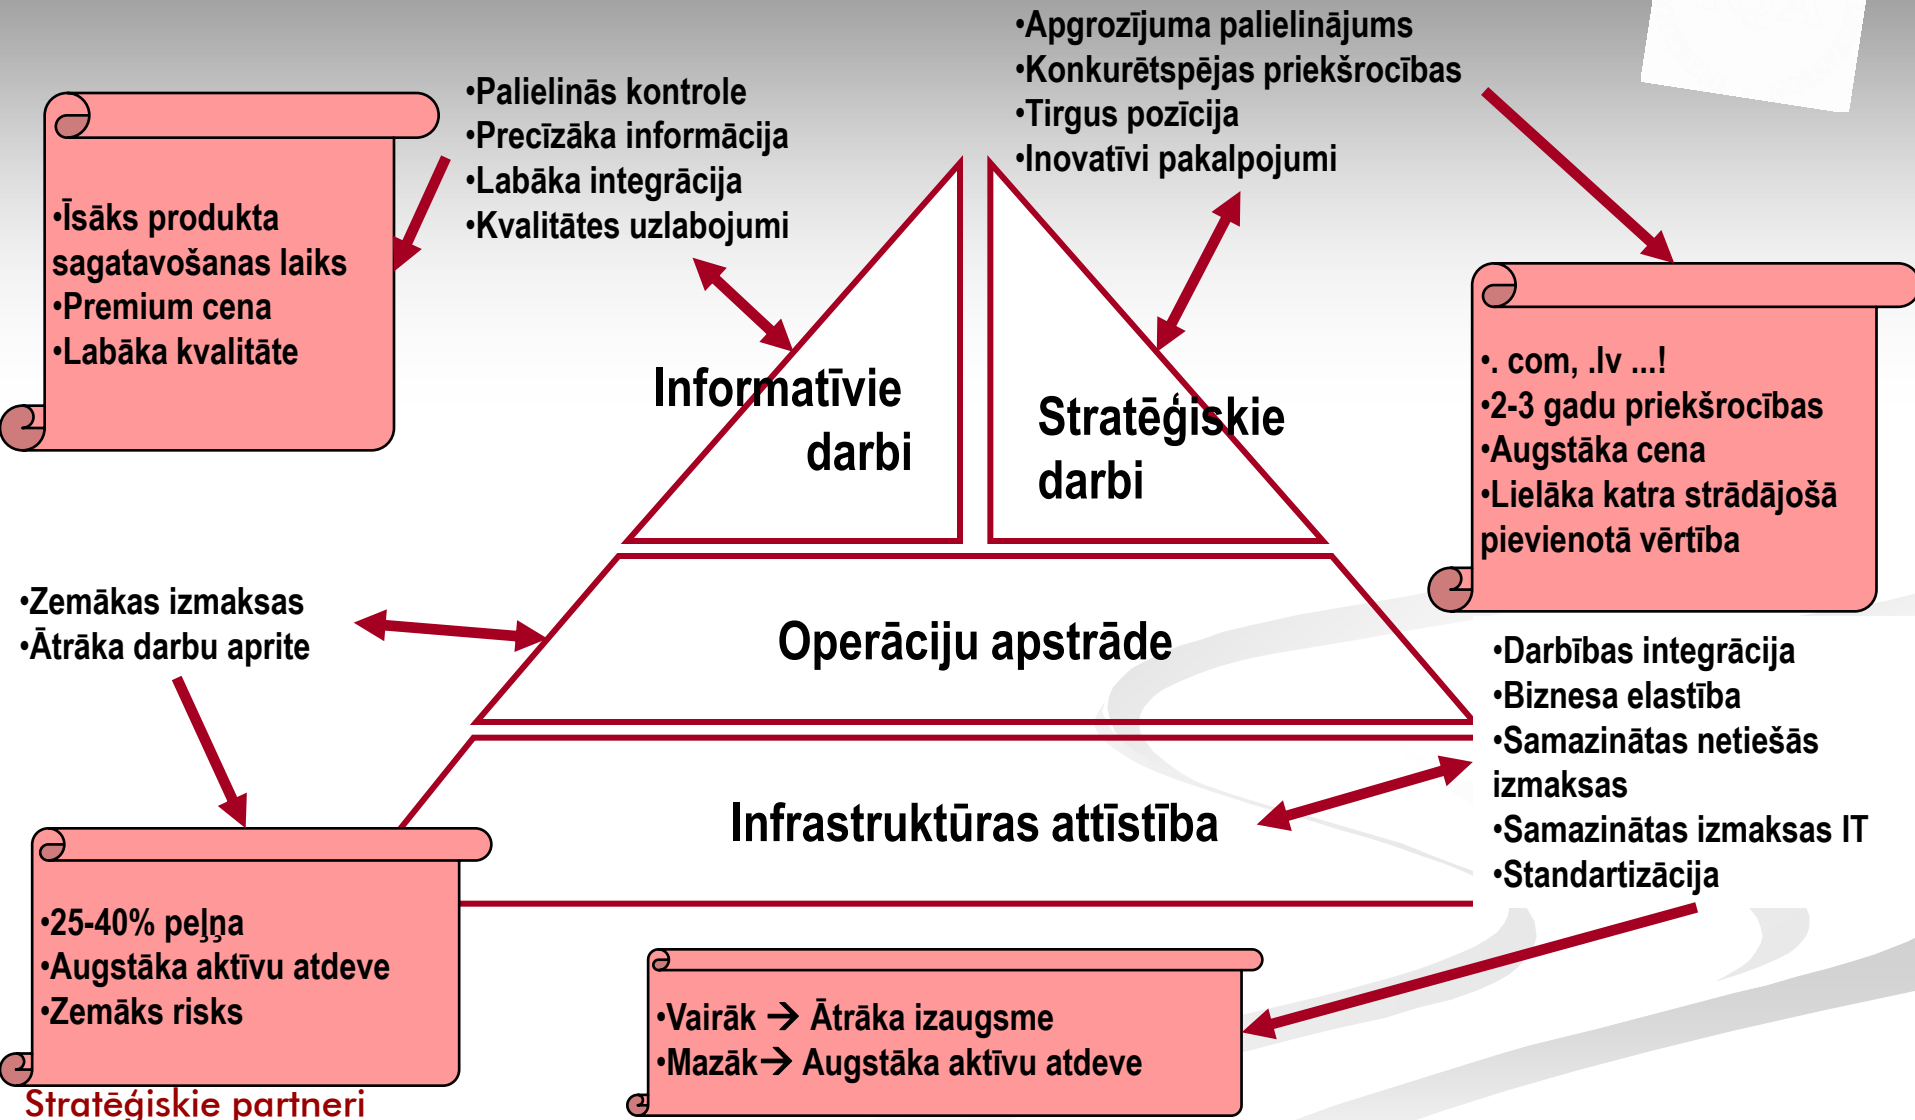 •Apgrozījuma palielinājums
•Konkurētspējas priekšrocības
•Tirgus pozīcija
•Inovatīvi pakalpojumi
•Palielinās kontrole
•Precīzāka informācija
•Labāka integrācija
•Kvalitātes uzlabojumi
•Īsāks produkta
sagatavošanas laiks
•Premium cena
•Labāka kvalitāte
Informatīvie
darbi
Stratēģiskie
darbi
•. com, .lv ...!
•2-3 gadu priekšrocības
•Augstāka cena
•Lielāka katra strādājošā
pievienotā vērtība
•Zemākas izmaksas
•Ātrāka darbu aprite
Operāciju apstrāde
•Darbības integrācija
•Biznesa elastība
•Samazinātas netiešās
izmaksas
•Samazinātas izmaksas IT
•Standartizācija
Infrastruktūras attīstība
•25-40% peļņa
•Augstāka aktīvu atdeve
•Zemāks risks
•Vairāk → Ātrāka izaugsme
•Mazāk→ Augstāka aktīvu atdeve
Stratēģiskie partneri